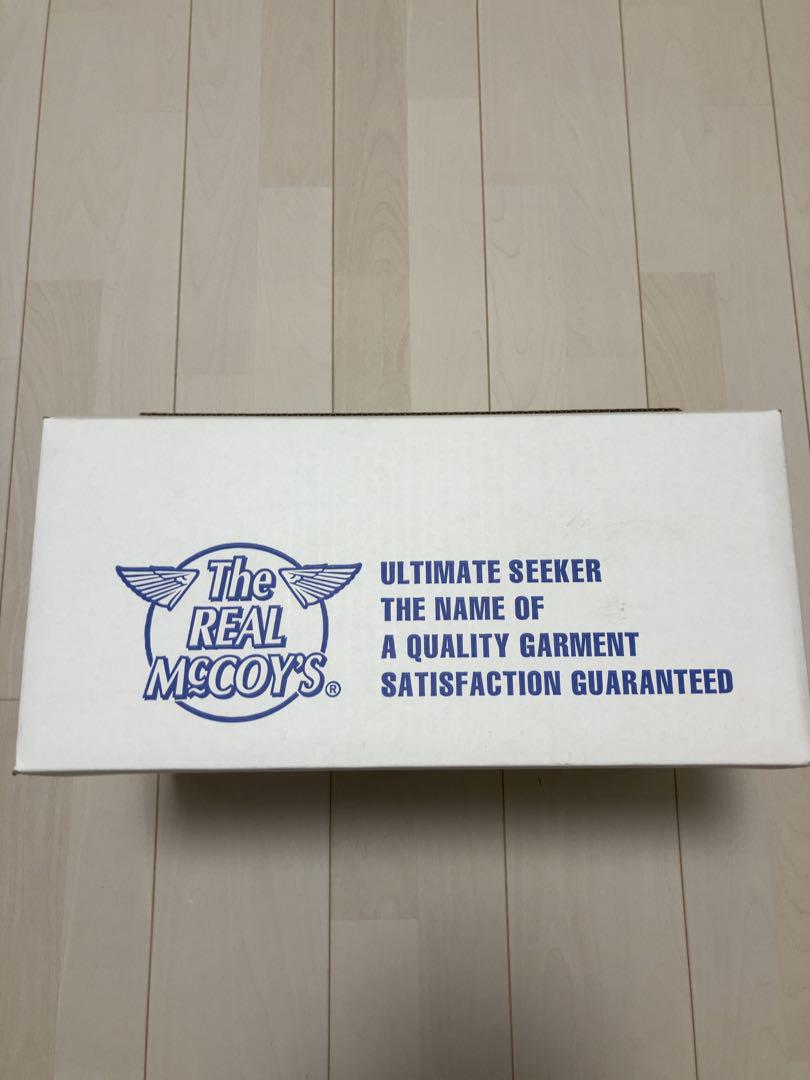 The
REAL
McCOY'S®
ULTIMATE SEEKER
THE NAME OF
A QUALITY GARMENT
SATISFACTION GUARANTEED